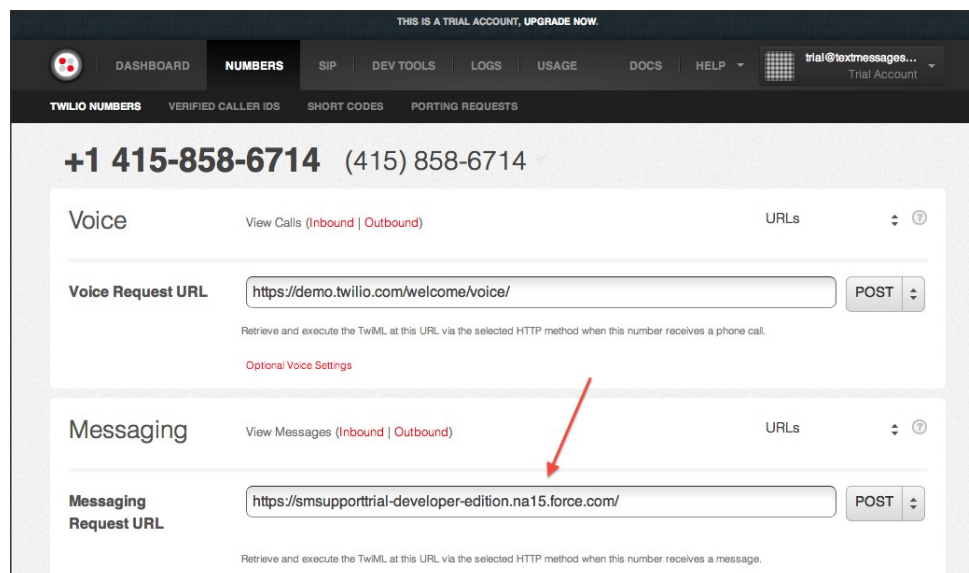 THIS IS A TRIAL ACCOUNT, UPGRADE NOW.
DASHBOARD NUMBERS SIP DEV TOOLS LOGS USAGE DOCS HELP trial@textmessages...
Trial Account
TWILIO NUMBERS VERIFIED CALLER IDS SHORT CODES PORTING REQUESTS
+1 415-858-6714 (415) 858-6714
Voice View Calls (Inbound | Outbound) URLs ?
Voice Request URL https://demo.twilio.com/welcome/voice/ POST
Retrieve and execute the TwiML at this URL via the selected HTTP method when this number receives a phone call.
Optional Voice Settings
Messaging View Messages (Inbound | Outbound) URLs ?
Messaging Request URL https://smsupporttrial-developer-edition.na15.force.com/ POST
Retrieve and execute the TwiML at this URL via the selected HTTP method when this number receives a message.